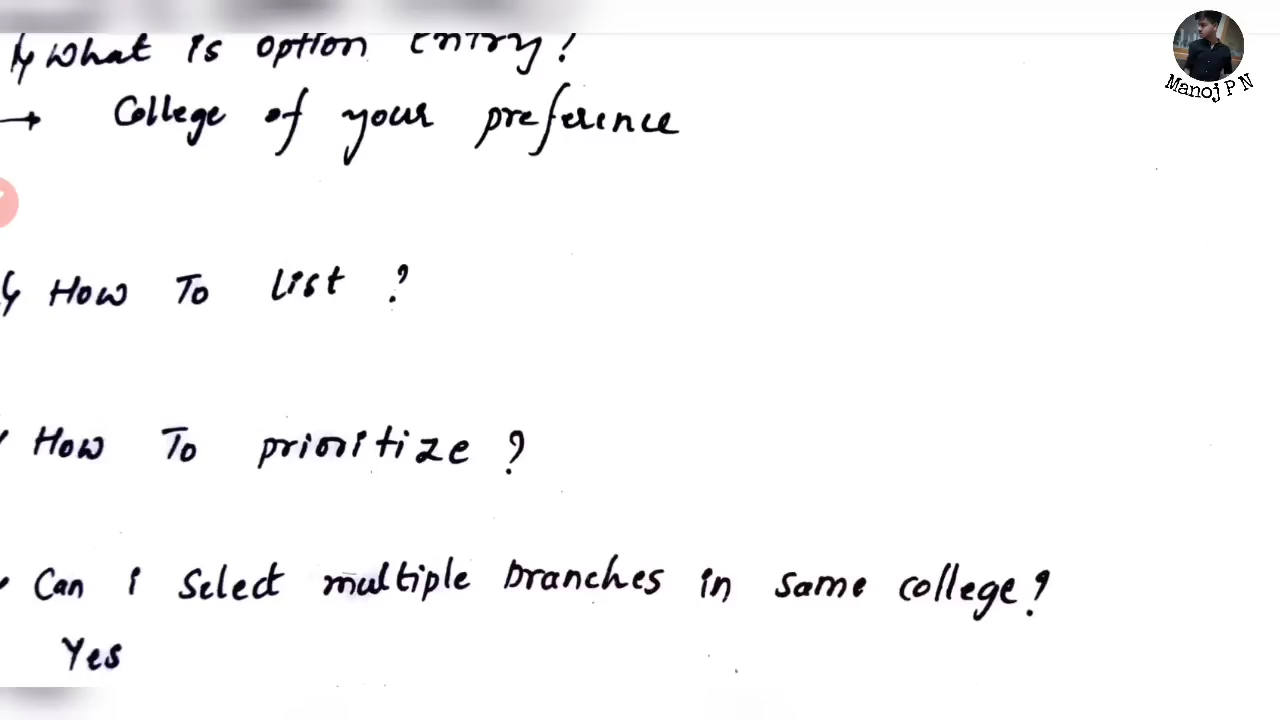 What is option Entry?
→ College of your preference
How To list ?
How To prioritize ?
Can i select multiple branches in same college?
Yes
Manoj P N